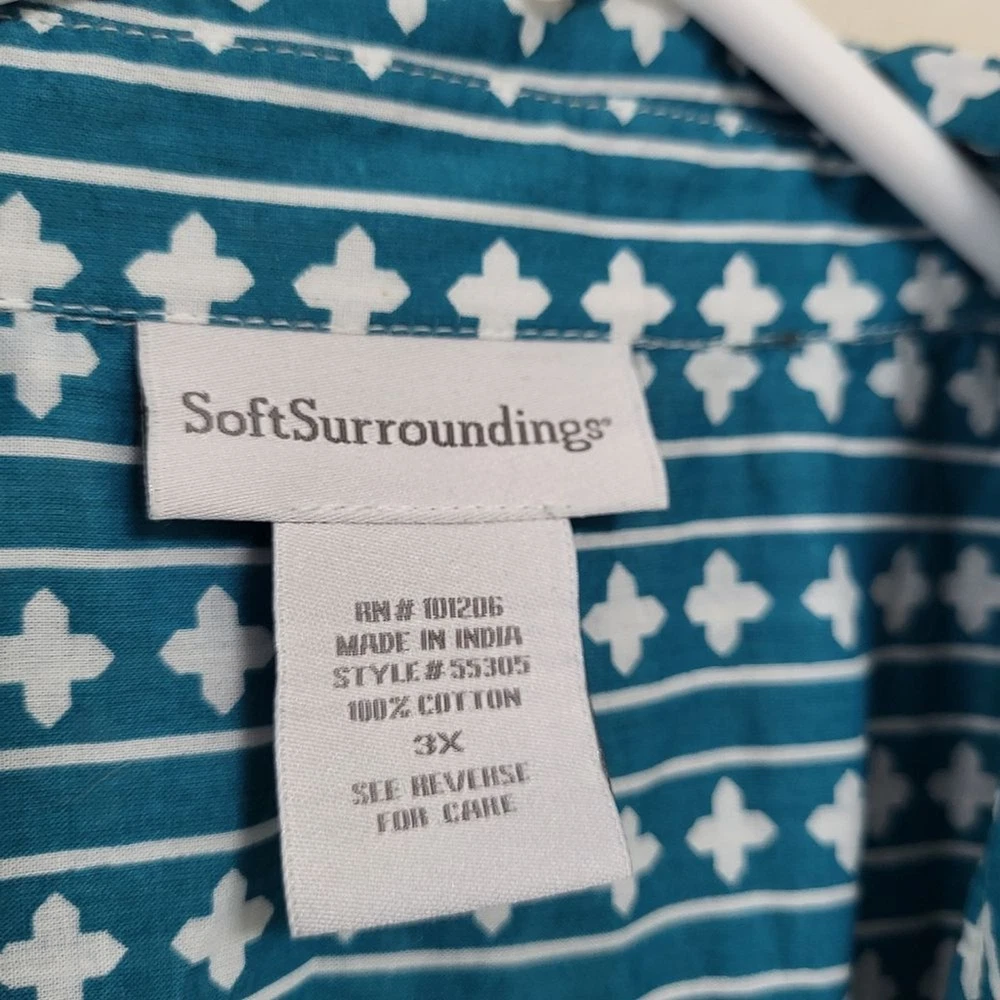 SoftSurroundings®
RN# 101206
MADE IN INDIA
STYLE# 55305
100% COTTON
3X
SEE REVERSE
FOR CARE